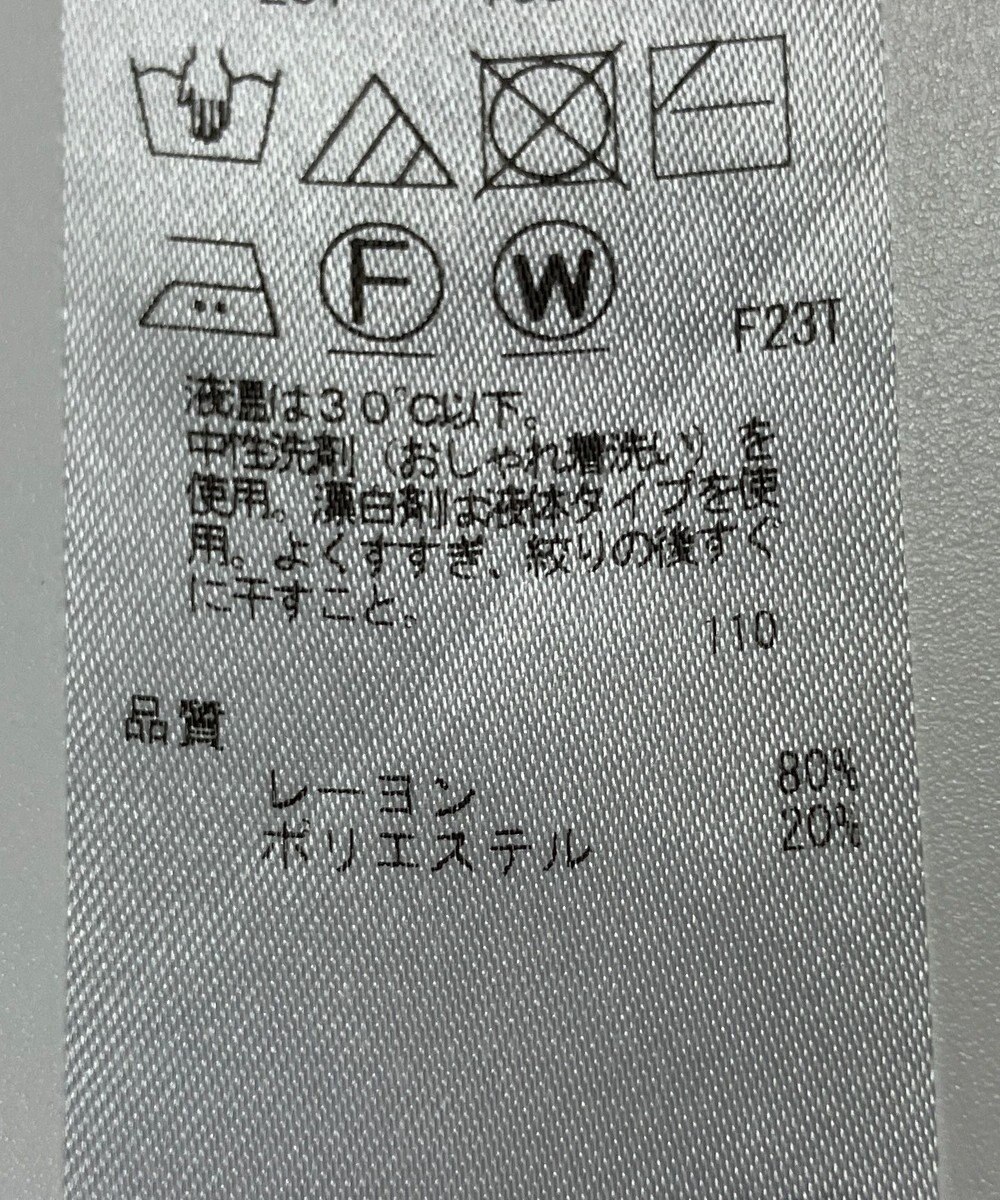 F
W
F23T
液温は30℃以下。
中性洗剤(おしゃれ着洗い)を
使用。漂白剤は液体タイプを使
用。よくすすぎ、絞りの後すぐ
に干すこと。
110
品質
レーヨン 80%
ポリエステル 20%